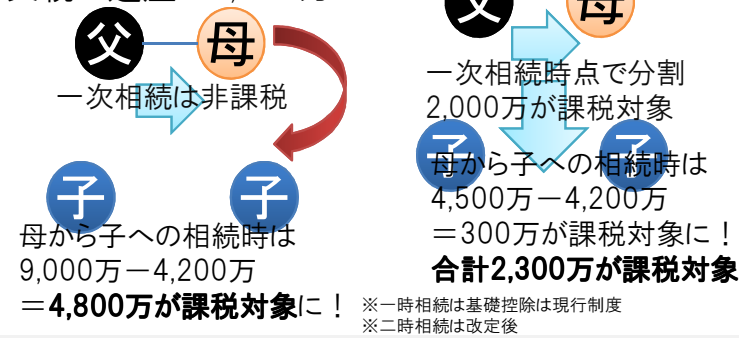 父
母
一次相続は非課税
子
子
母から子への相続時は
9,000万－4,200万
＝4,800万が課税対象に！
父
母
一次相続時点で分割
2,000万が課税対象
子
子
母から子への相続時は
4,500万－4,200万
＝300万が課税対象に！
合計2,300万が課税対象
※一時相続は基礎控除は現行制度
※二時相続は改定後